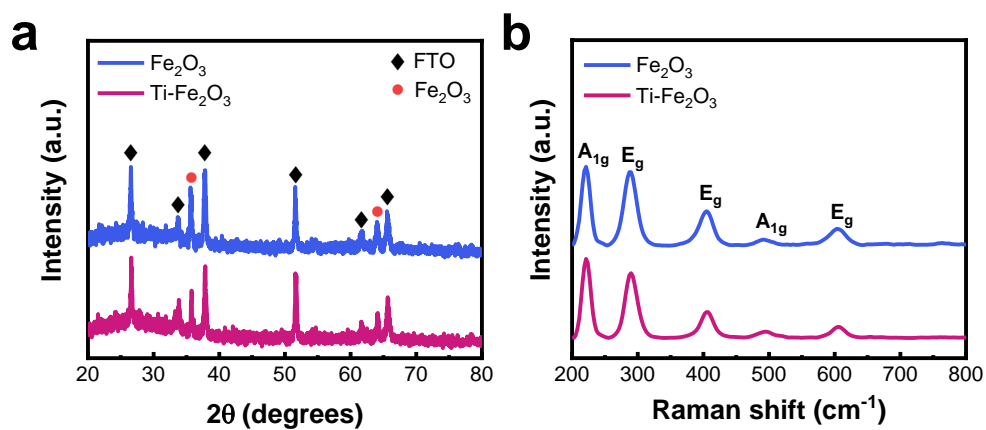 a
Intensity (a.u.)
Fe₂O₃
Ti-Fe₂O₃
FTO
Fe₂O₃
20 30 40 50 60 70 80
2θ (degrees)
b
Intensity (a.u.)
Fe₂O₃
Ti-Fe₂O₃
A₁g
Eg
Eg
A₁g
Eg
200 300 400 500 600 700 800
Raman shift (cm⁻¹)